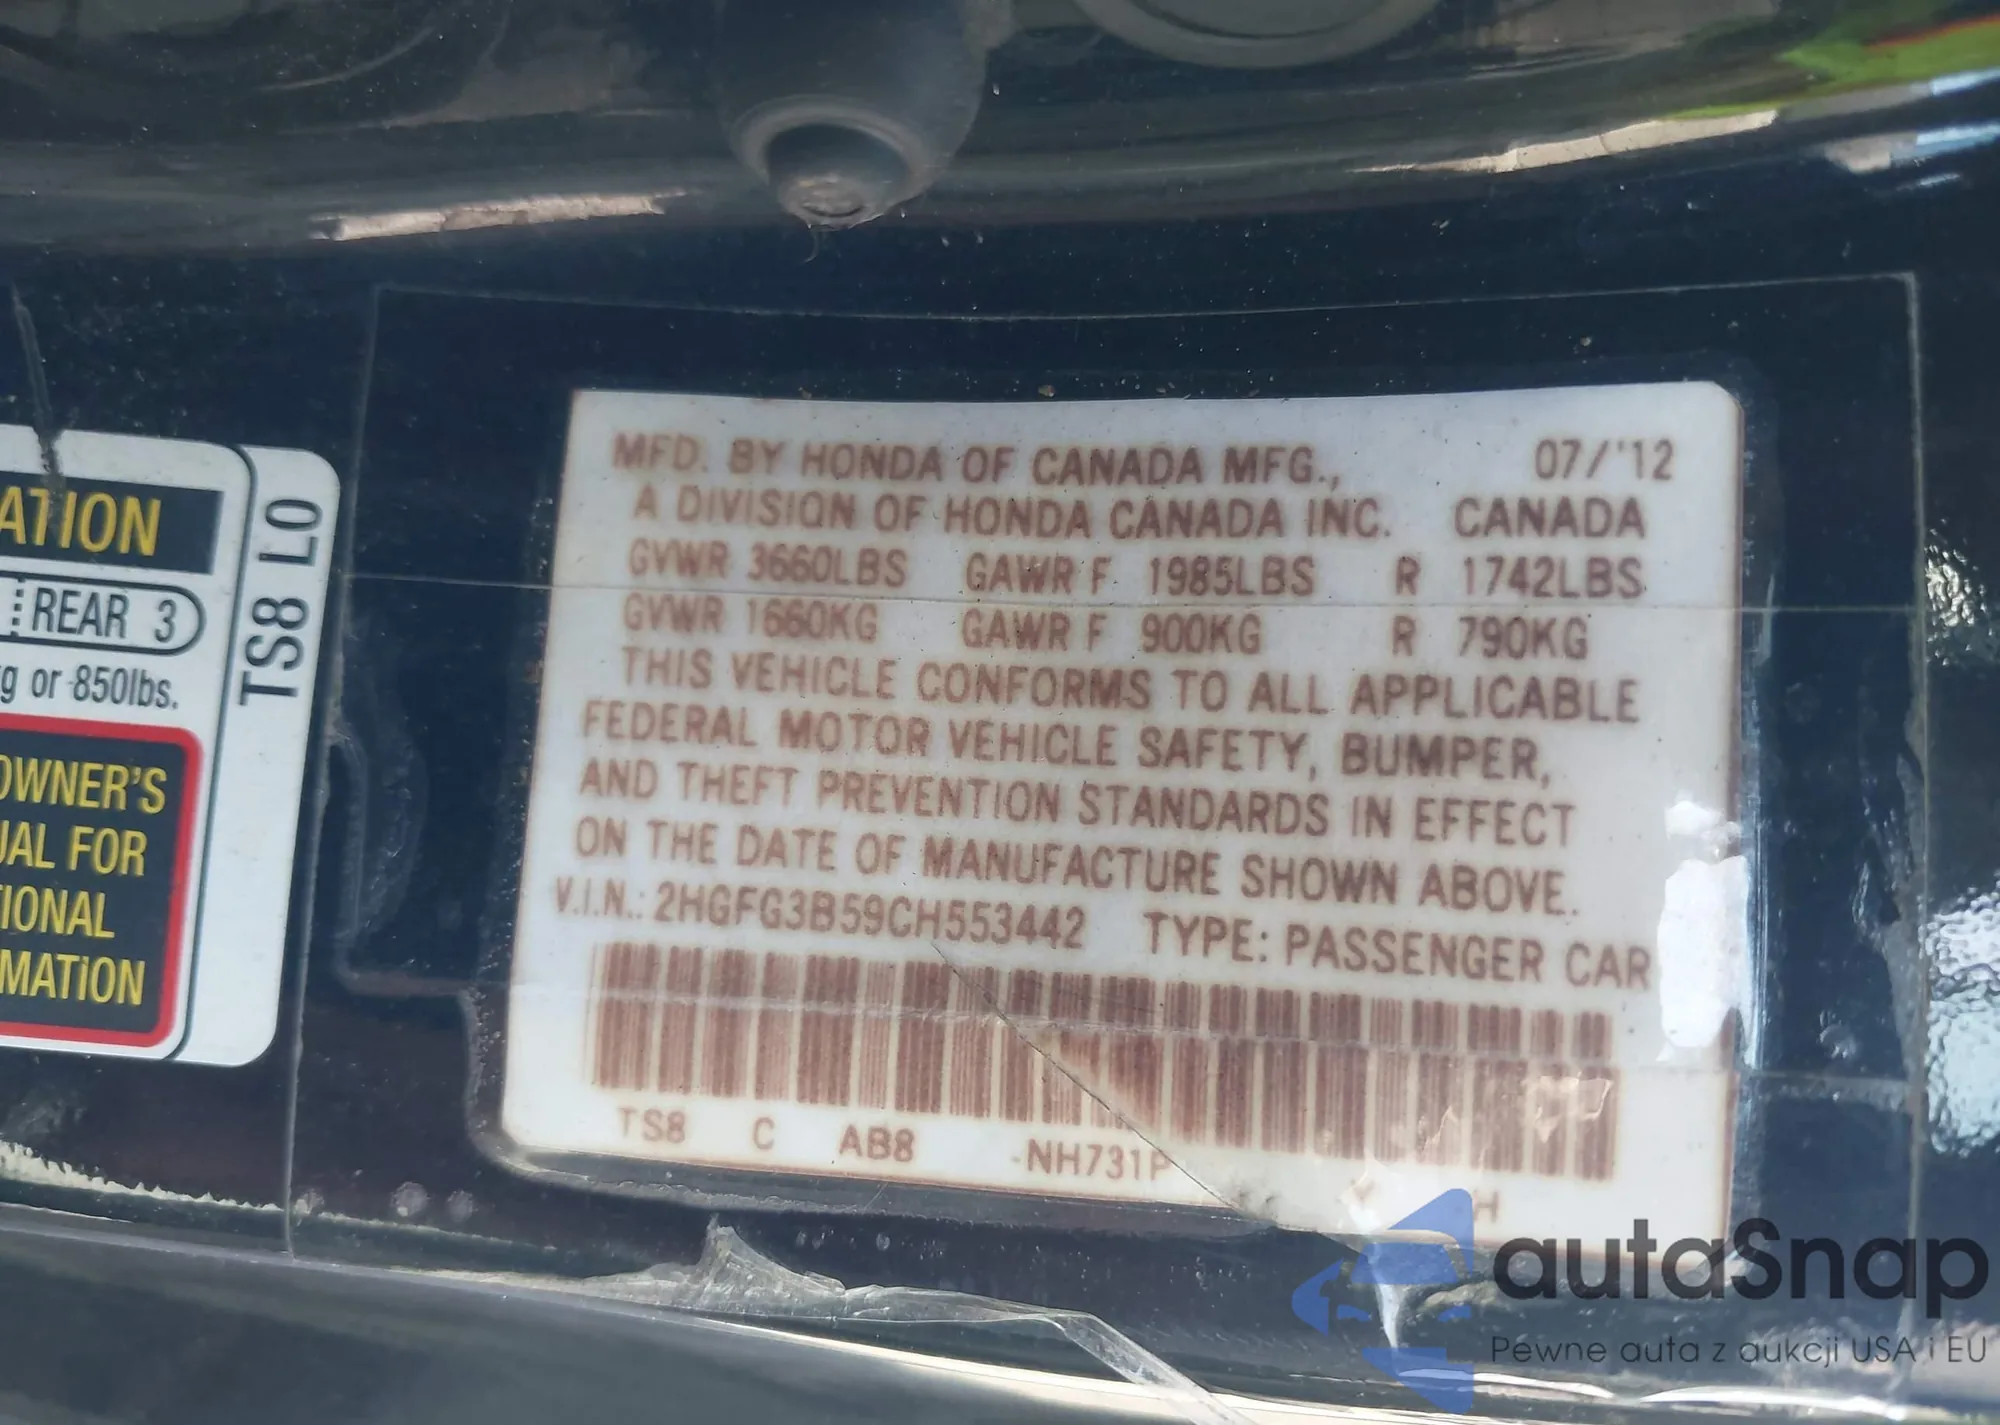 ATION
REAR 3
g or 850lbs.
OWNER'S
UAL FOR
TIONAL
MATION
TS8 L0
MFD. BY HONDA OF CANADA MFG., 07/'12
A DIVISION OF HONDA CANADA INC. CANADA
GVWR 3660LBS GAWR F 1985LBS R 1742LBS
GVWR 1660KG GAWR F 900KG R 790KG
THIS VEHICLE CONFORMS TO ALL APPLICABLE
FEDERAL MOTOR VEHICLE SAFETY, BUMPER,
AND THEFT PREVENTION STANDARDS IN EFFECT
ON THE DATE OF MANUFACTURE SHOWN ABOVE.
V.I.N.: 2HGFG3B59CH553442 TYPE: PASSENGER CAR
TS8 C AB8 -NH731P H
autaSnap
Pewne auta z aukcji USA i EU